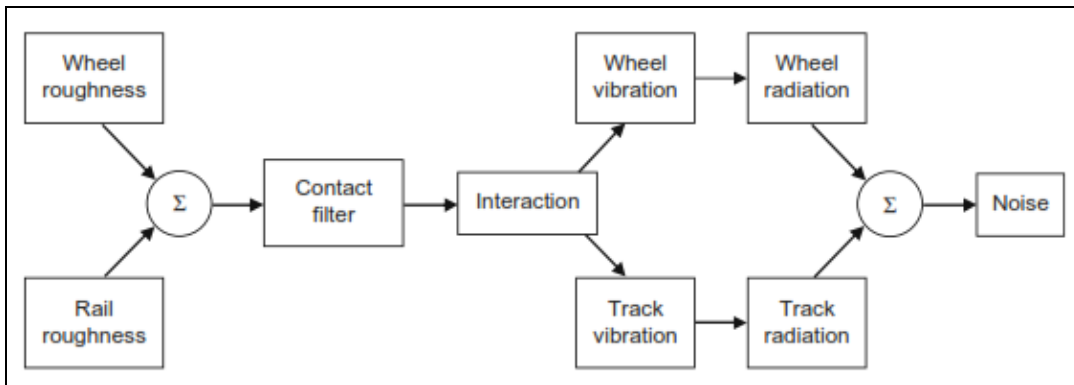 Wheel
roughness
Rail
roughness
Σ
Contact
filter
Interaction
Wheel
vibration
Wheel
radiation
Track
vibration
Track
radiation
Σ
Noise